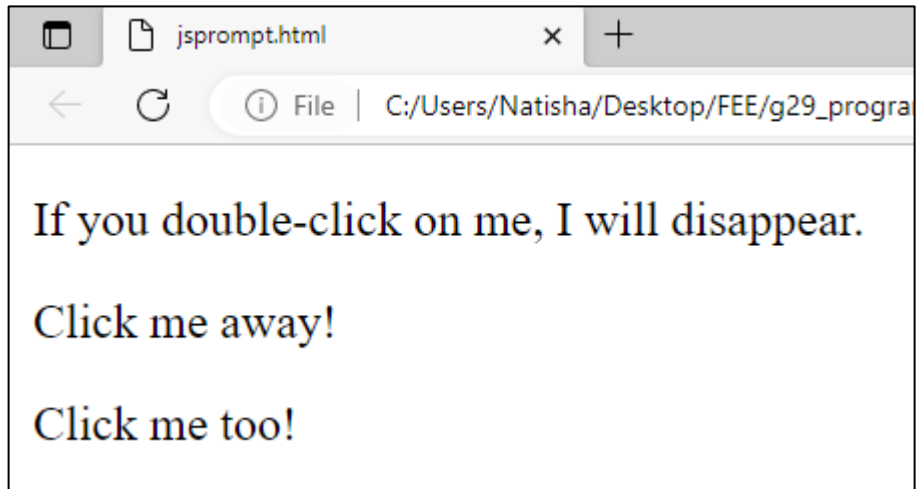 jsprompt.html
File | C:/Users/Natisha/Desktop/FEE/g29_progra
If you double-click on me, I will disappear.
Click me away!
Click me too!